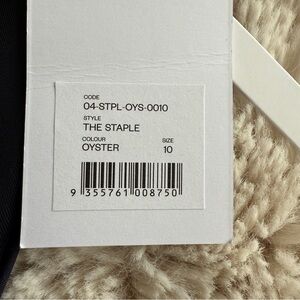 CODE
04-STPL-OYS-0010
STYLE
THE STAPLE
COLOUR SIZE
OYSTER 10
9 355761 008750